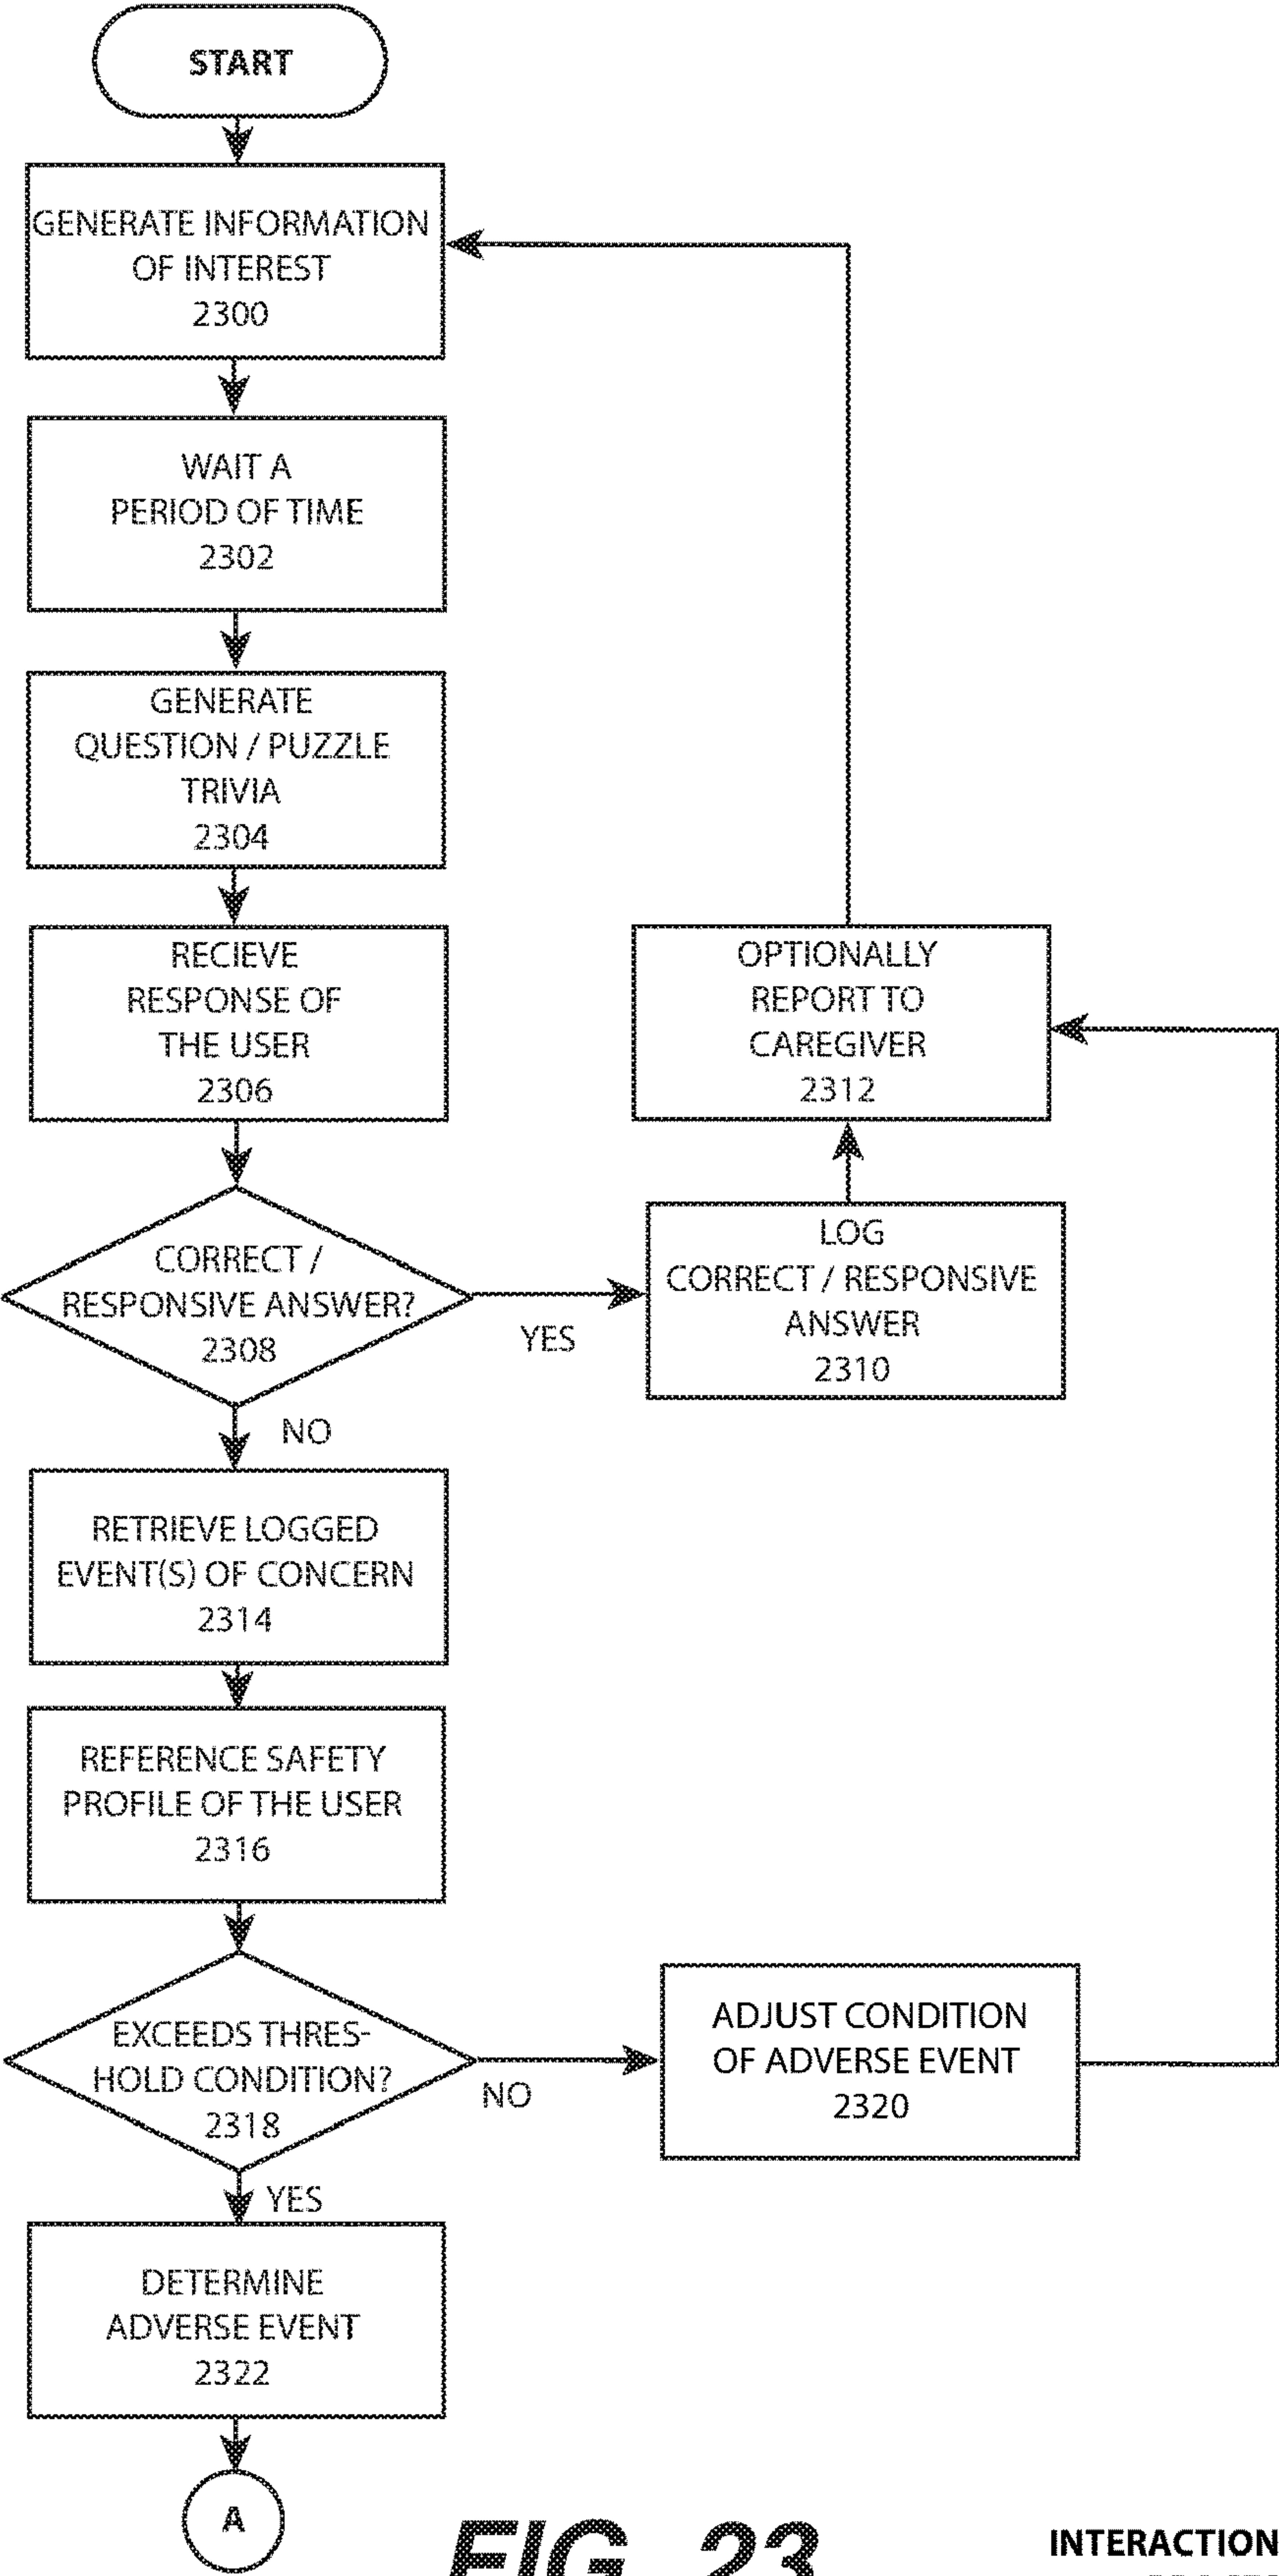 START
GENERATE INFORMATION
OF INTEREST
2300
WAIT A
PERIOD OF TIME
2302
GENERATE
QUESTION / PUZZLE
TRIVIA
2304
RECIEVE
RESPONSE OF
THE USER
2306
OPTIONALLY
REPORT TO
CAREGIVER
2312
CORRECT /
RESPONSIVE ANSWER?
2308
YES
LOG
CORRECT / RESPONSIVE
ANSWER
2310
NO
RETRIEVE LOGGED
EVENT(S) OF CONCERN
2314
REFERENCE SAFETY
PROFILE OF THE USER
2316
EXCEEDS THRES-
HOLD CONDITION?
2318
NO
ADJUST CONDITION
OF ADVERSE EVENT
2320
YES
DETERMINE
ADVERSE EVENT
2322
A
FIG. 23
INTERACTION